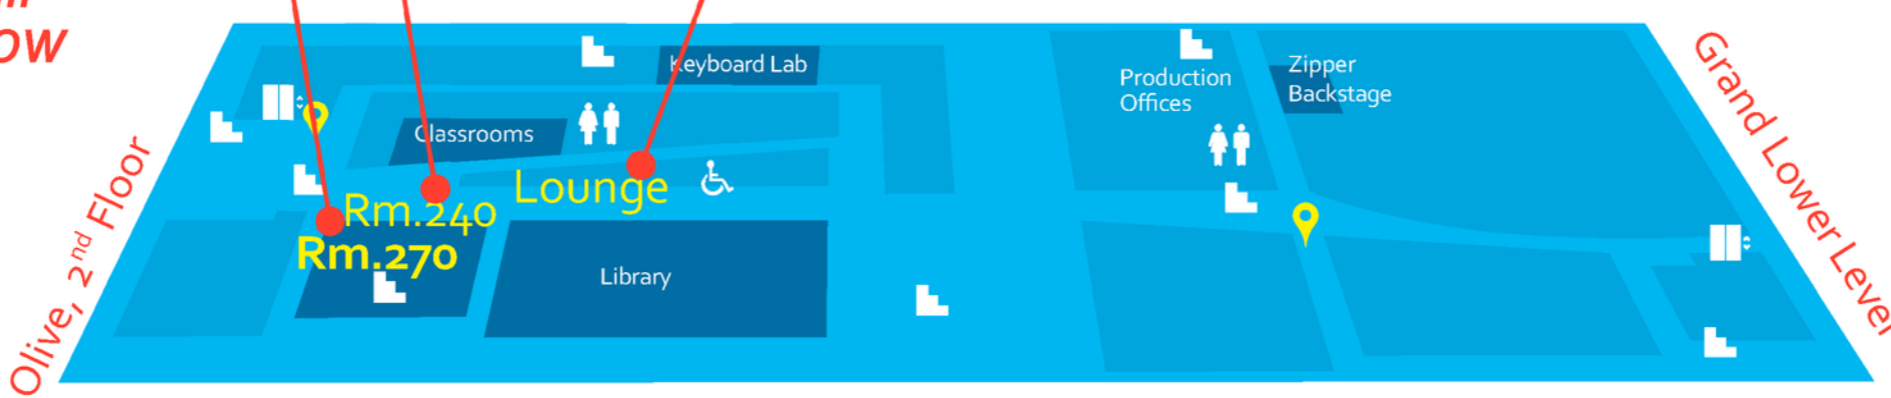 OW
Keyboard Lab
Zipper
Backstage
Production
Offices
Classrooms
Lounge
Rm.240
Rm.270
Library
Olive, 2nd Floor
Grand Lower Level